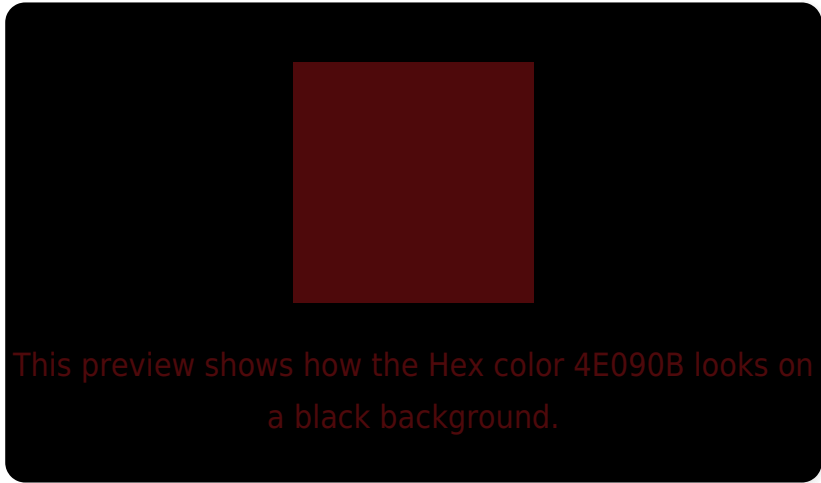 This preview shows how the Hex color 4E090B looks on
a black background.